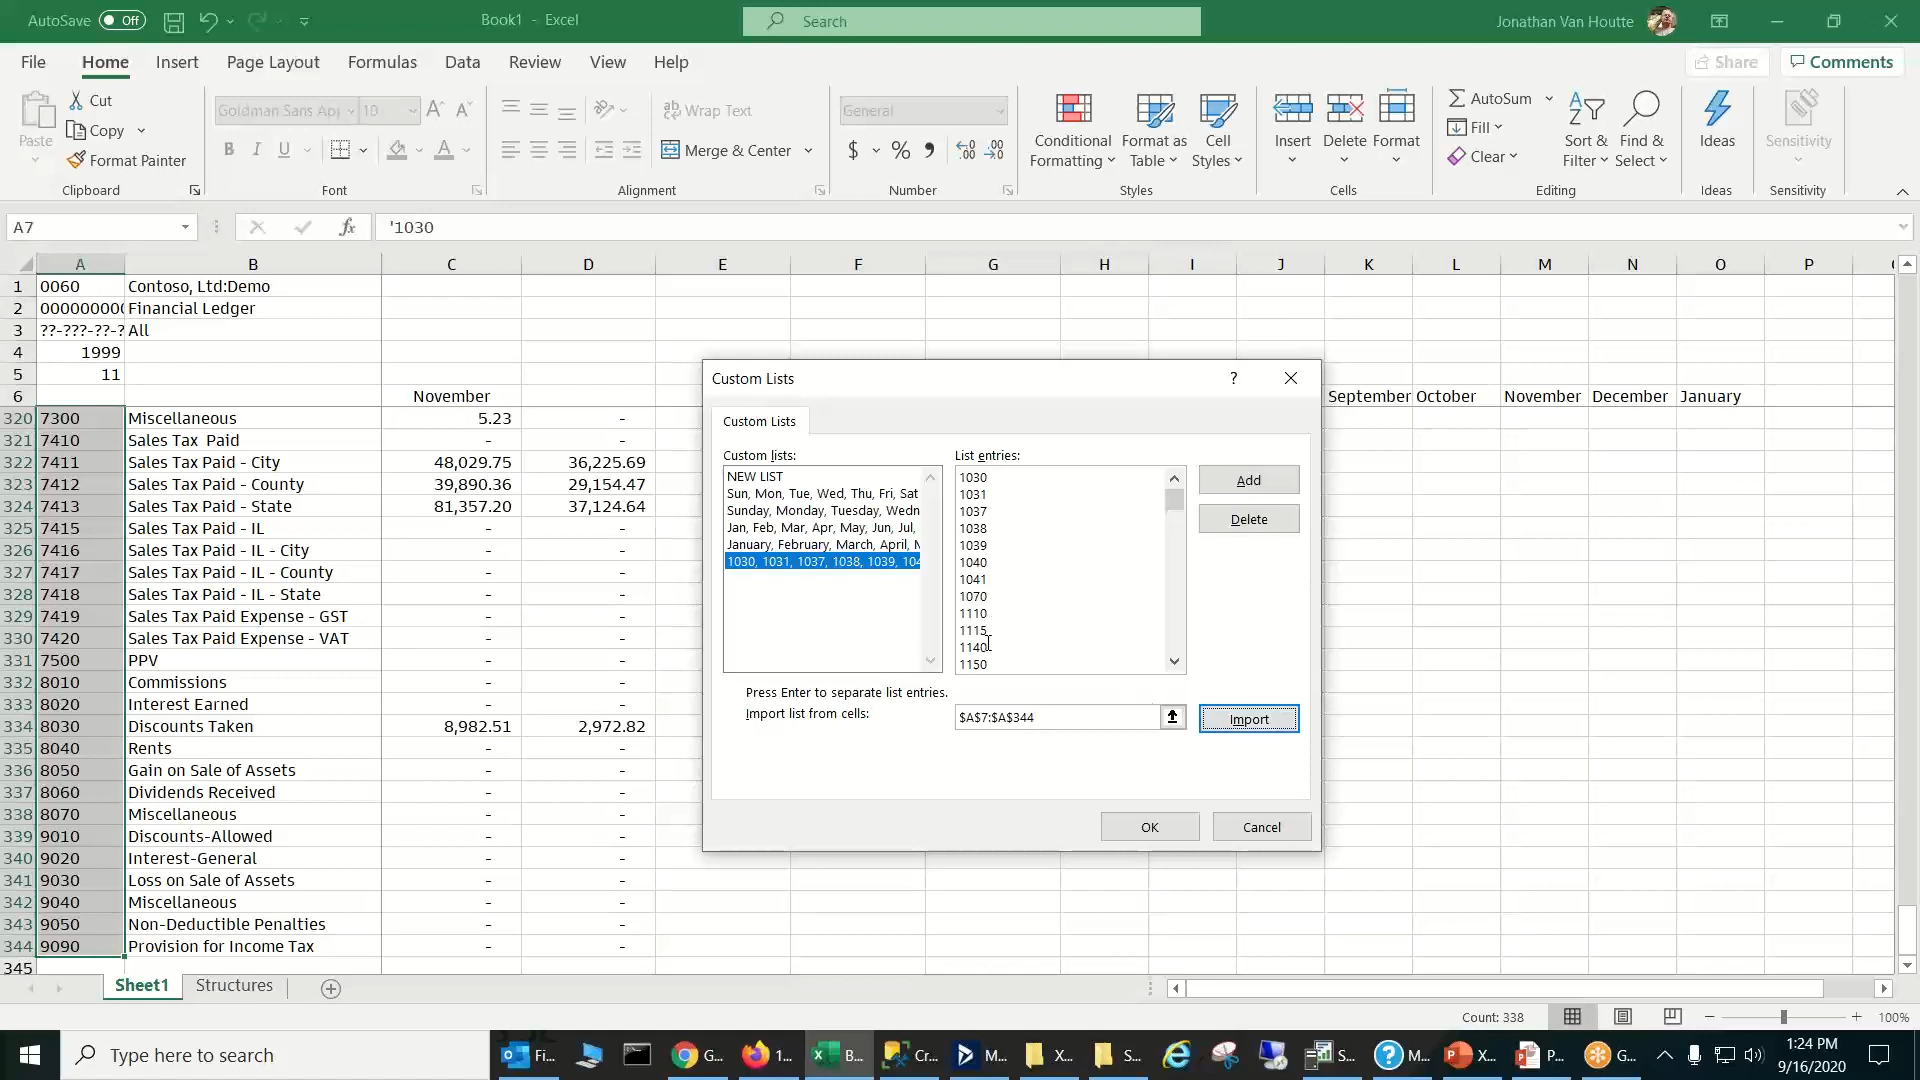 AutoSave Off
Book1 - Excel
Search
Jonathan Van Houtte
File Home Insert Page Layout Formulas Data Review View Help
Share Comments
Paste
Cut
Copy
Format Painter
Clipboard
10
Font
Wrap Text
Merge & Center
Alignment
General
Number
Conditional Formatting
Format as Table
Cell Styles
Styles
Insert Delete Format
Cells
AutoSum
Fill
Clear
Sort & Filter
Find & Select
Editing
Ideas
Ideas
Sensitivity
Sensitivity
A7
'1030
A B C D E F G H I J K L M N O P
1 0060 Contoso, Ltd:Demo
2 000000000 Financial Ledger
3 ??-???-??-? All
4 1999
5 11
6 November September October November December January
320 7300 Miscellaneous 5.23 -
321 7410 Sales Tax Paid - -
322 7411 Sales Tax Paid - City 48,029.75 36,225.69
323 7412 Sales Tax Paid - County 39,890.36 29,154.47
324 7413 Sales Tax Paid - State 81,357.20 37,124.64
325 7415 Sales Tax Paid - IL - -
326 7416 Sales Tax Paid - IL - City - -
327 7417 Sales Tax Paid - IL - County - -
328 7418 Sales Tax Paid - IL - State - -
329 7419 Sales Tax Paid Expense - GST - -
330 7420 Sales Tax Paid Expense - VAT - -
331 7500 PPV - -
332 8010 Commissions - -
333 8020 Interest Earned - -
334 8030 Discounts Taken 8,982.51 2,972.82
335 8040 Rents - -
336 8050 Gain on Sale of Assets - -
337 8060 Dividends Received - -
338 8070 Miscellaneous - -
339 9010 Discounts-Allowed - -
340 9020 Interest-General - -
341 9030 Loss on Sale of Assets - -
342 9040 Miscellaneous - -
343 9050 Non-Deductible Penalties - -
344 9090 Provision for Income Tax - -
345
Custom Lists
?
Custom Lists
Custom lists:
NEW LIST
Sun, Mon, Tue, Wed, Thu, Fri, Sat
Sunday, Monday, Tuesday, Wedn
Jan, Feb, Mar, Apr, May, Jun, Jul,
January, February, March, April, M
1030, 1031, 1037, 1038, 1039, 104
List entries:
1030
1031
1037
1038
1039
1040
1041
1070
1110
1115
1140
1150
Add
Delete
Press Enter to separate list entries.
Import list from cells:
$A$7:$A$344
Import
OK
Cancel
Sheet1 Structures
Count: 338
100%
Type here to search
Fi... G... 1... B... Cr... M... X... S... S... M... X... P... G...
1:24 PM
9/16/2020